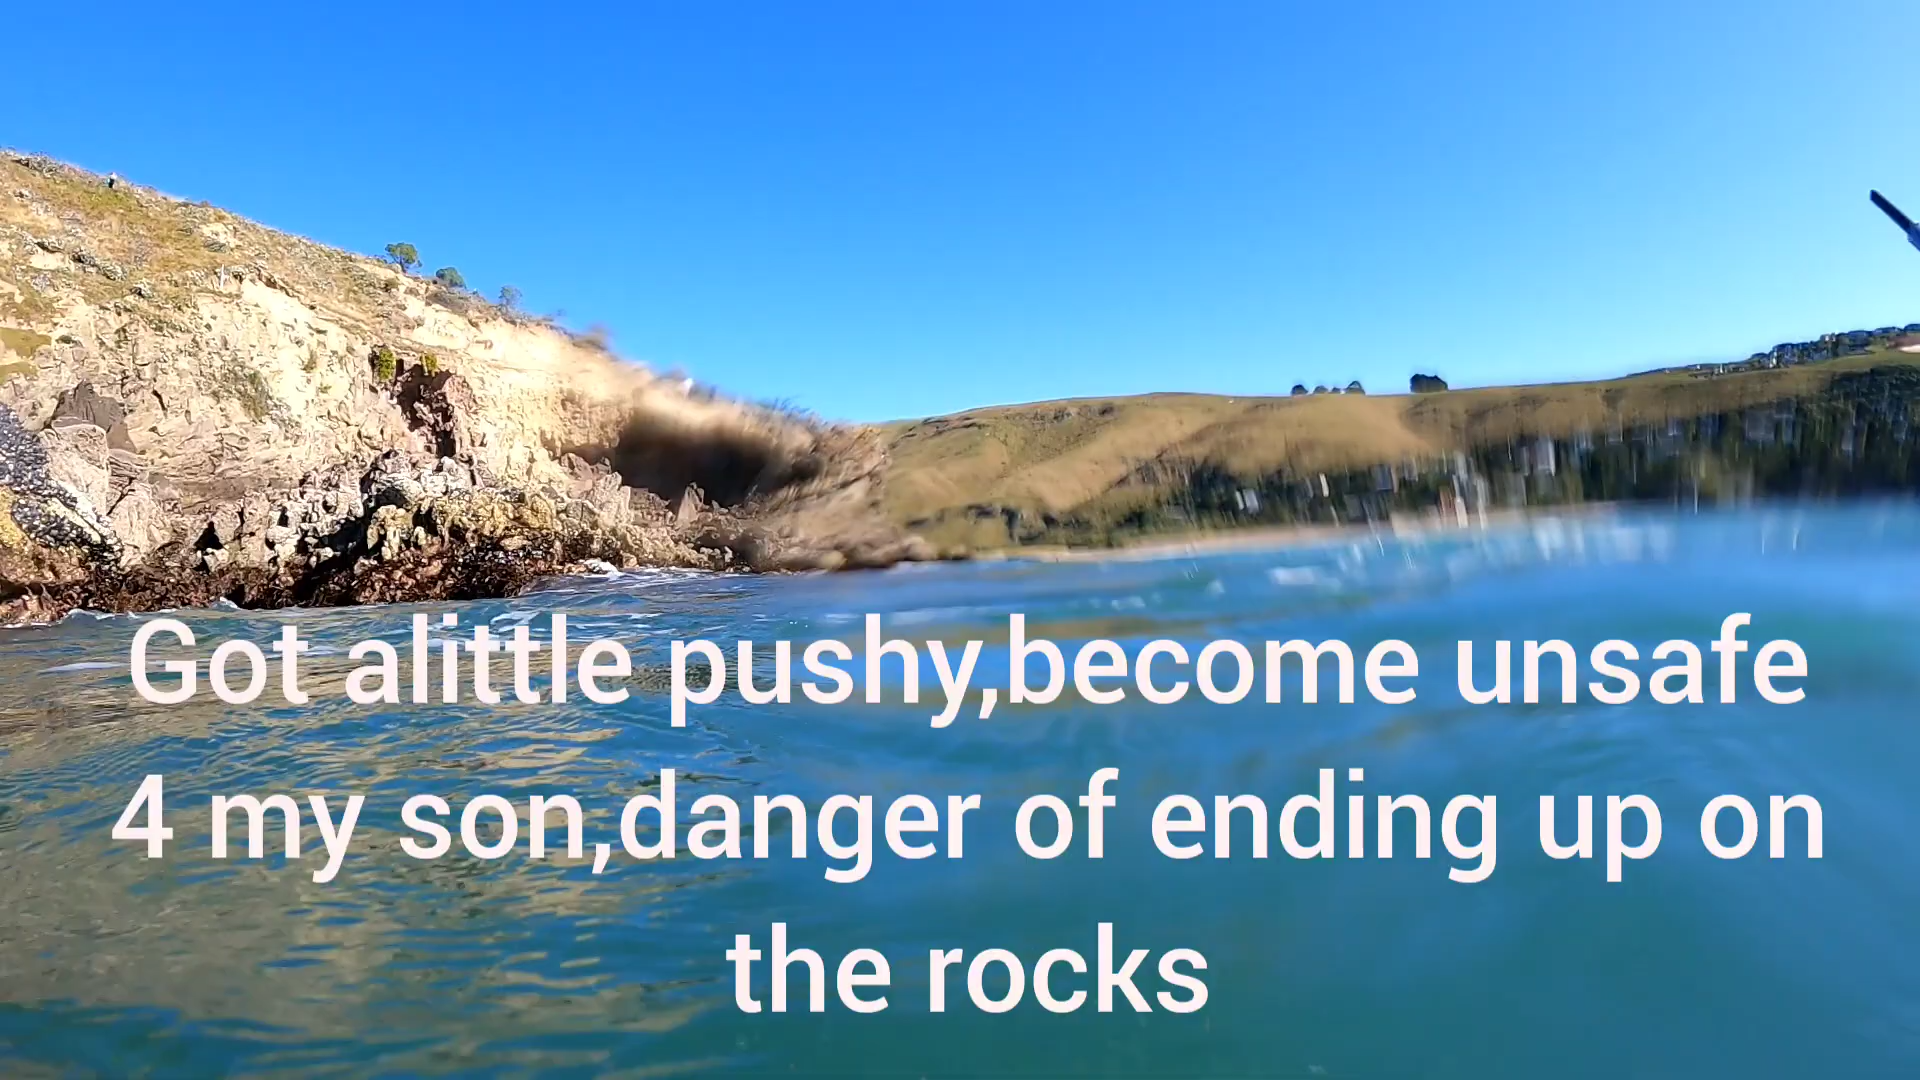 Got alittle pushy,become unsafe
4 my son,danger of ending up on
the rocks